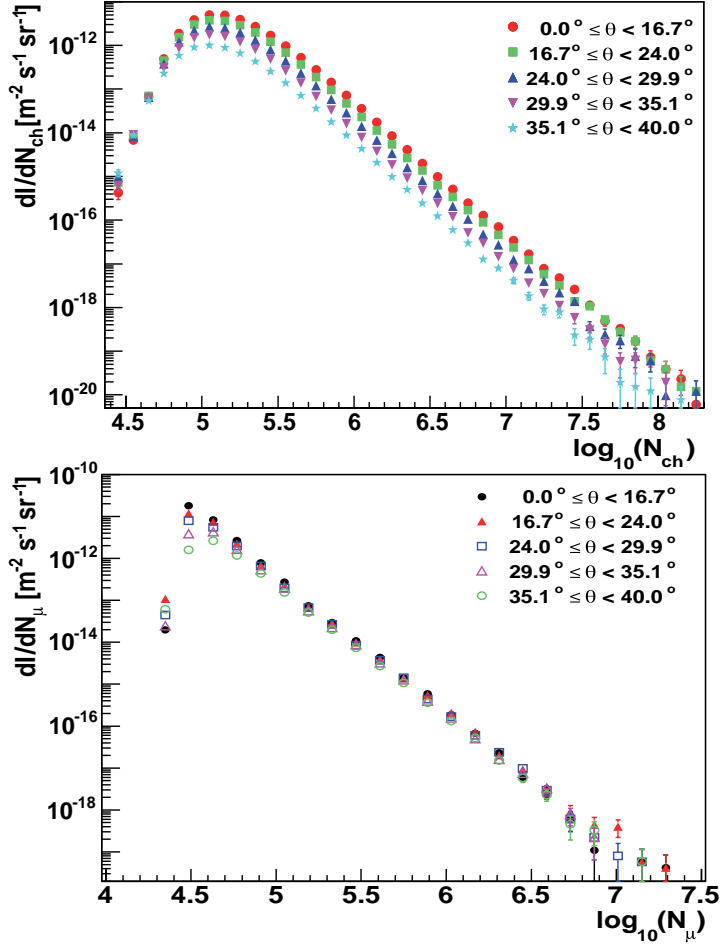 dI/dN_ch [m^-2 s^-1 sr^-1]
10^-12
10^-14
10^-16
10^-18
10^-20
0.0° ≤ θ < 16.7°
16.7° ≤ θ < 24.0°
24.0° ≤ θ < 29.9°
29.9° ≤ θ < 35.1°
35.1° ≤ θ < 40.0°
4.5 5 5.5 6 6.5 7 7.5 8
log_10(N_ch)
dI/dN_μ [m^-2 s^-1 sr^-1]
10^-10
10^-12
10^-14
10^-16
10^-18
0.0° ≤ θ < 16.7°
16.7° ≤ θ < 24.0°
24.0° ≤ θ < 29.9°
29.9° ≤ θ < 35.1°
35.1° ≤ θ < 40.0°
4 4.5 5 5.5 6 6.5 7 7.5
log_10(N_μ)